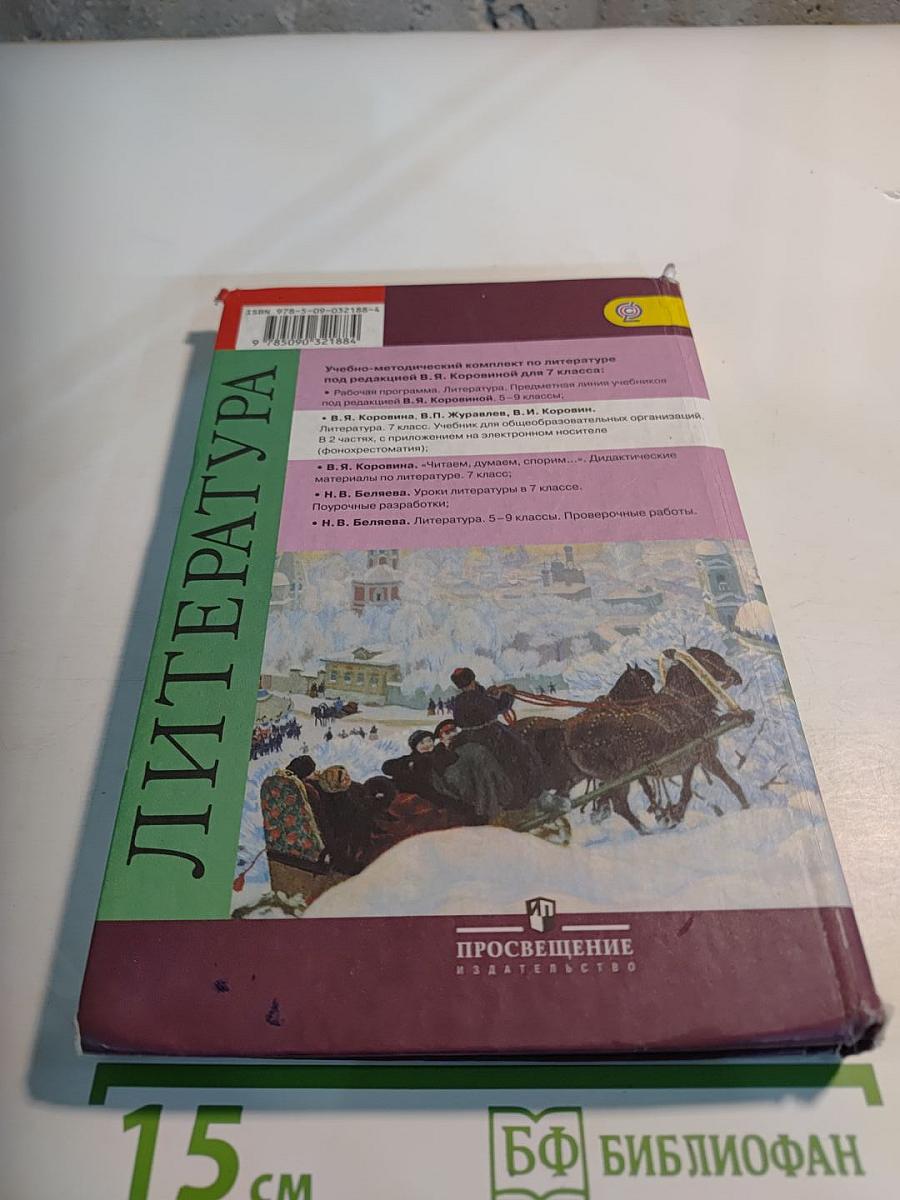 ISBN 978-5-09-032188-4
9 785090 321884
Учебно-методический комплект по литературе
под редакцией В.Я. Коровиной для 7 класса:
• Рабочая программа. Литература. Предметная линия учебников
под редакцией В.Я. Коровиной. 5–9 классы;
• В.Я. Коровина, В.П. Журавлев, В.И. Коровин.
Литература. 7 класс. Учебник для общеобразовательных организаций.
В 2 частях, с приложением на электронном носителе
(фонохрестоматия);
• В.Я. Коровина. «Читаем, думаем, спорим...». Дидактические
материалы по литературе. 7 класс;
• Н.В. Беляева. Уроки литературы в 7 классе.
Поурочные разработки;
• Н.В. Беляева. Литература. 5–9 классы. Проверочные работы.
ЛИТЕРАТУРА
ИП
ПРОСВЕЩЕНИЕ
ИЗДАТЕЛЬСТВО
15 см
БФ БИБЛИОФАН